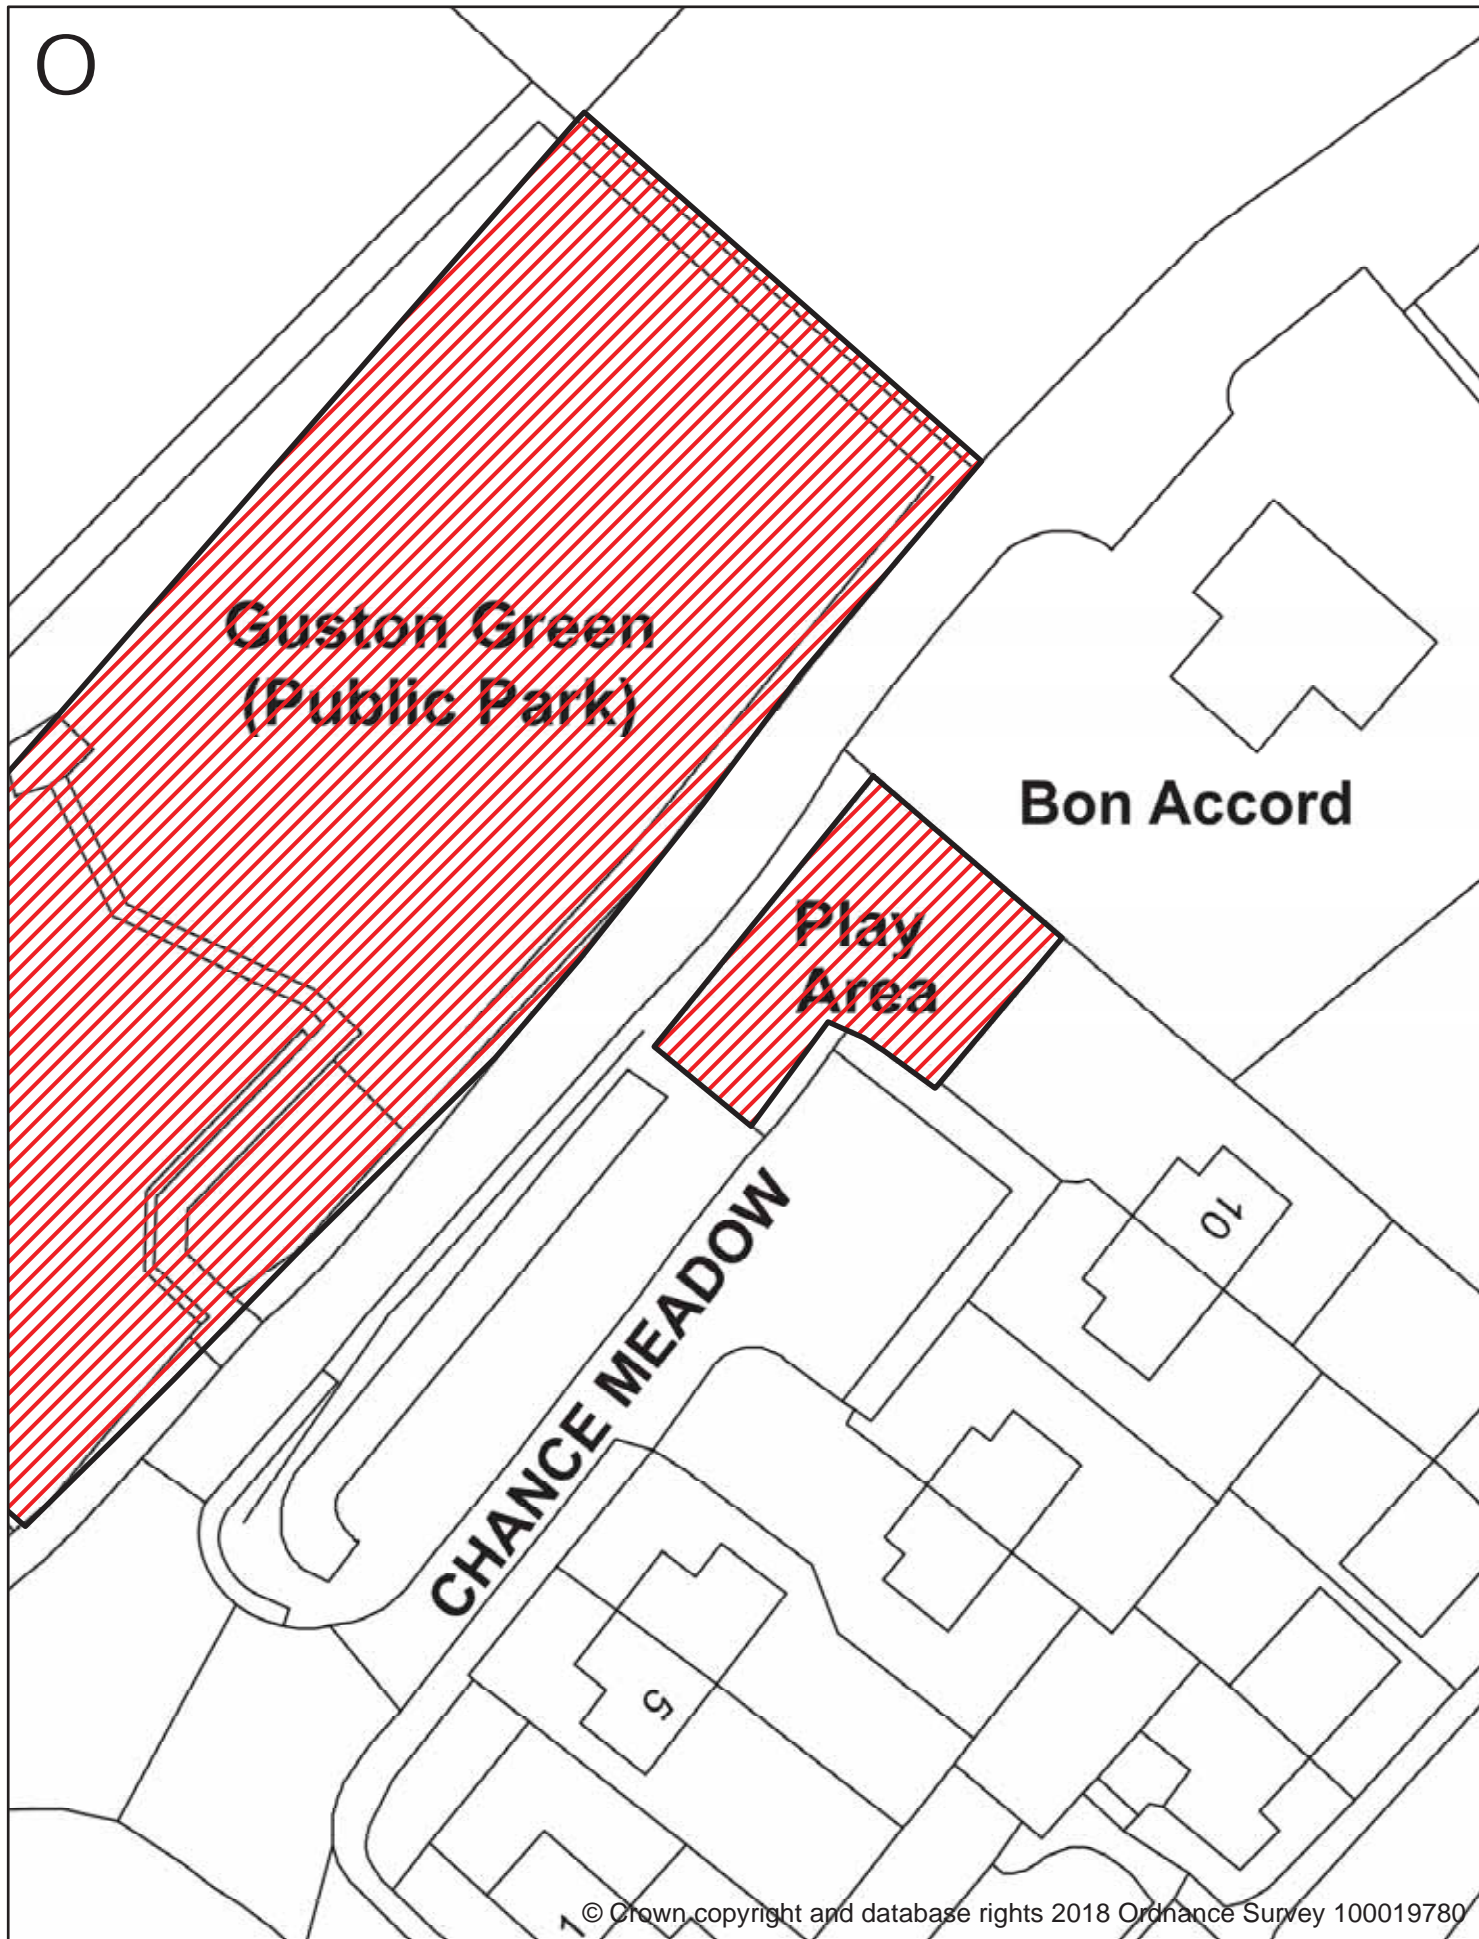 O
Guston Green
(Public Park)
Bon Accord
Play
Area
10
CHANCE MEADOW
5
1
© Crown copyright and database rights 2018 Ordnance Survey 100019780